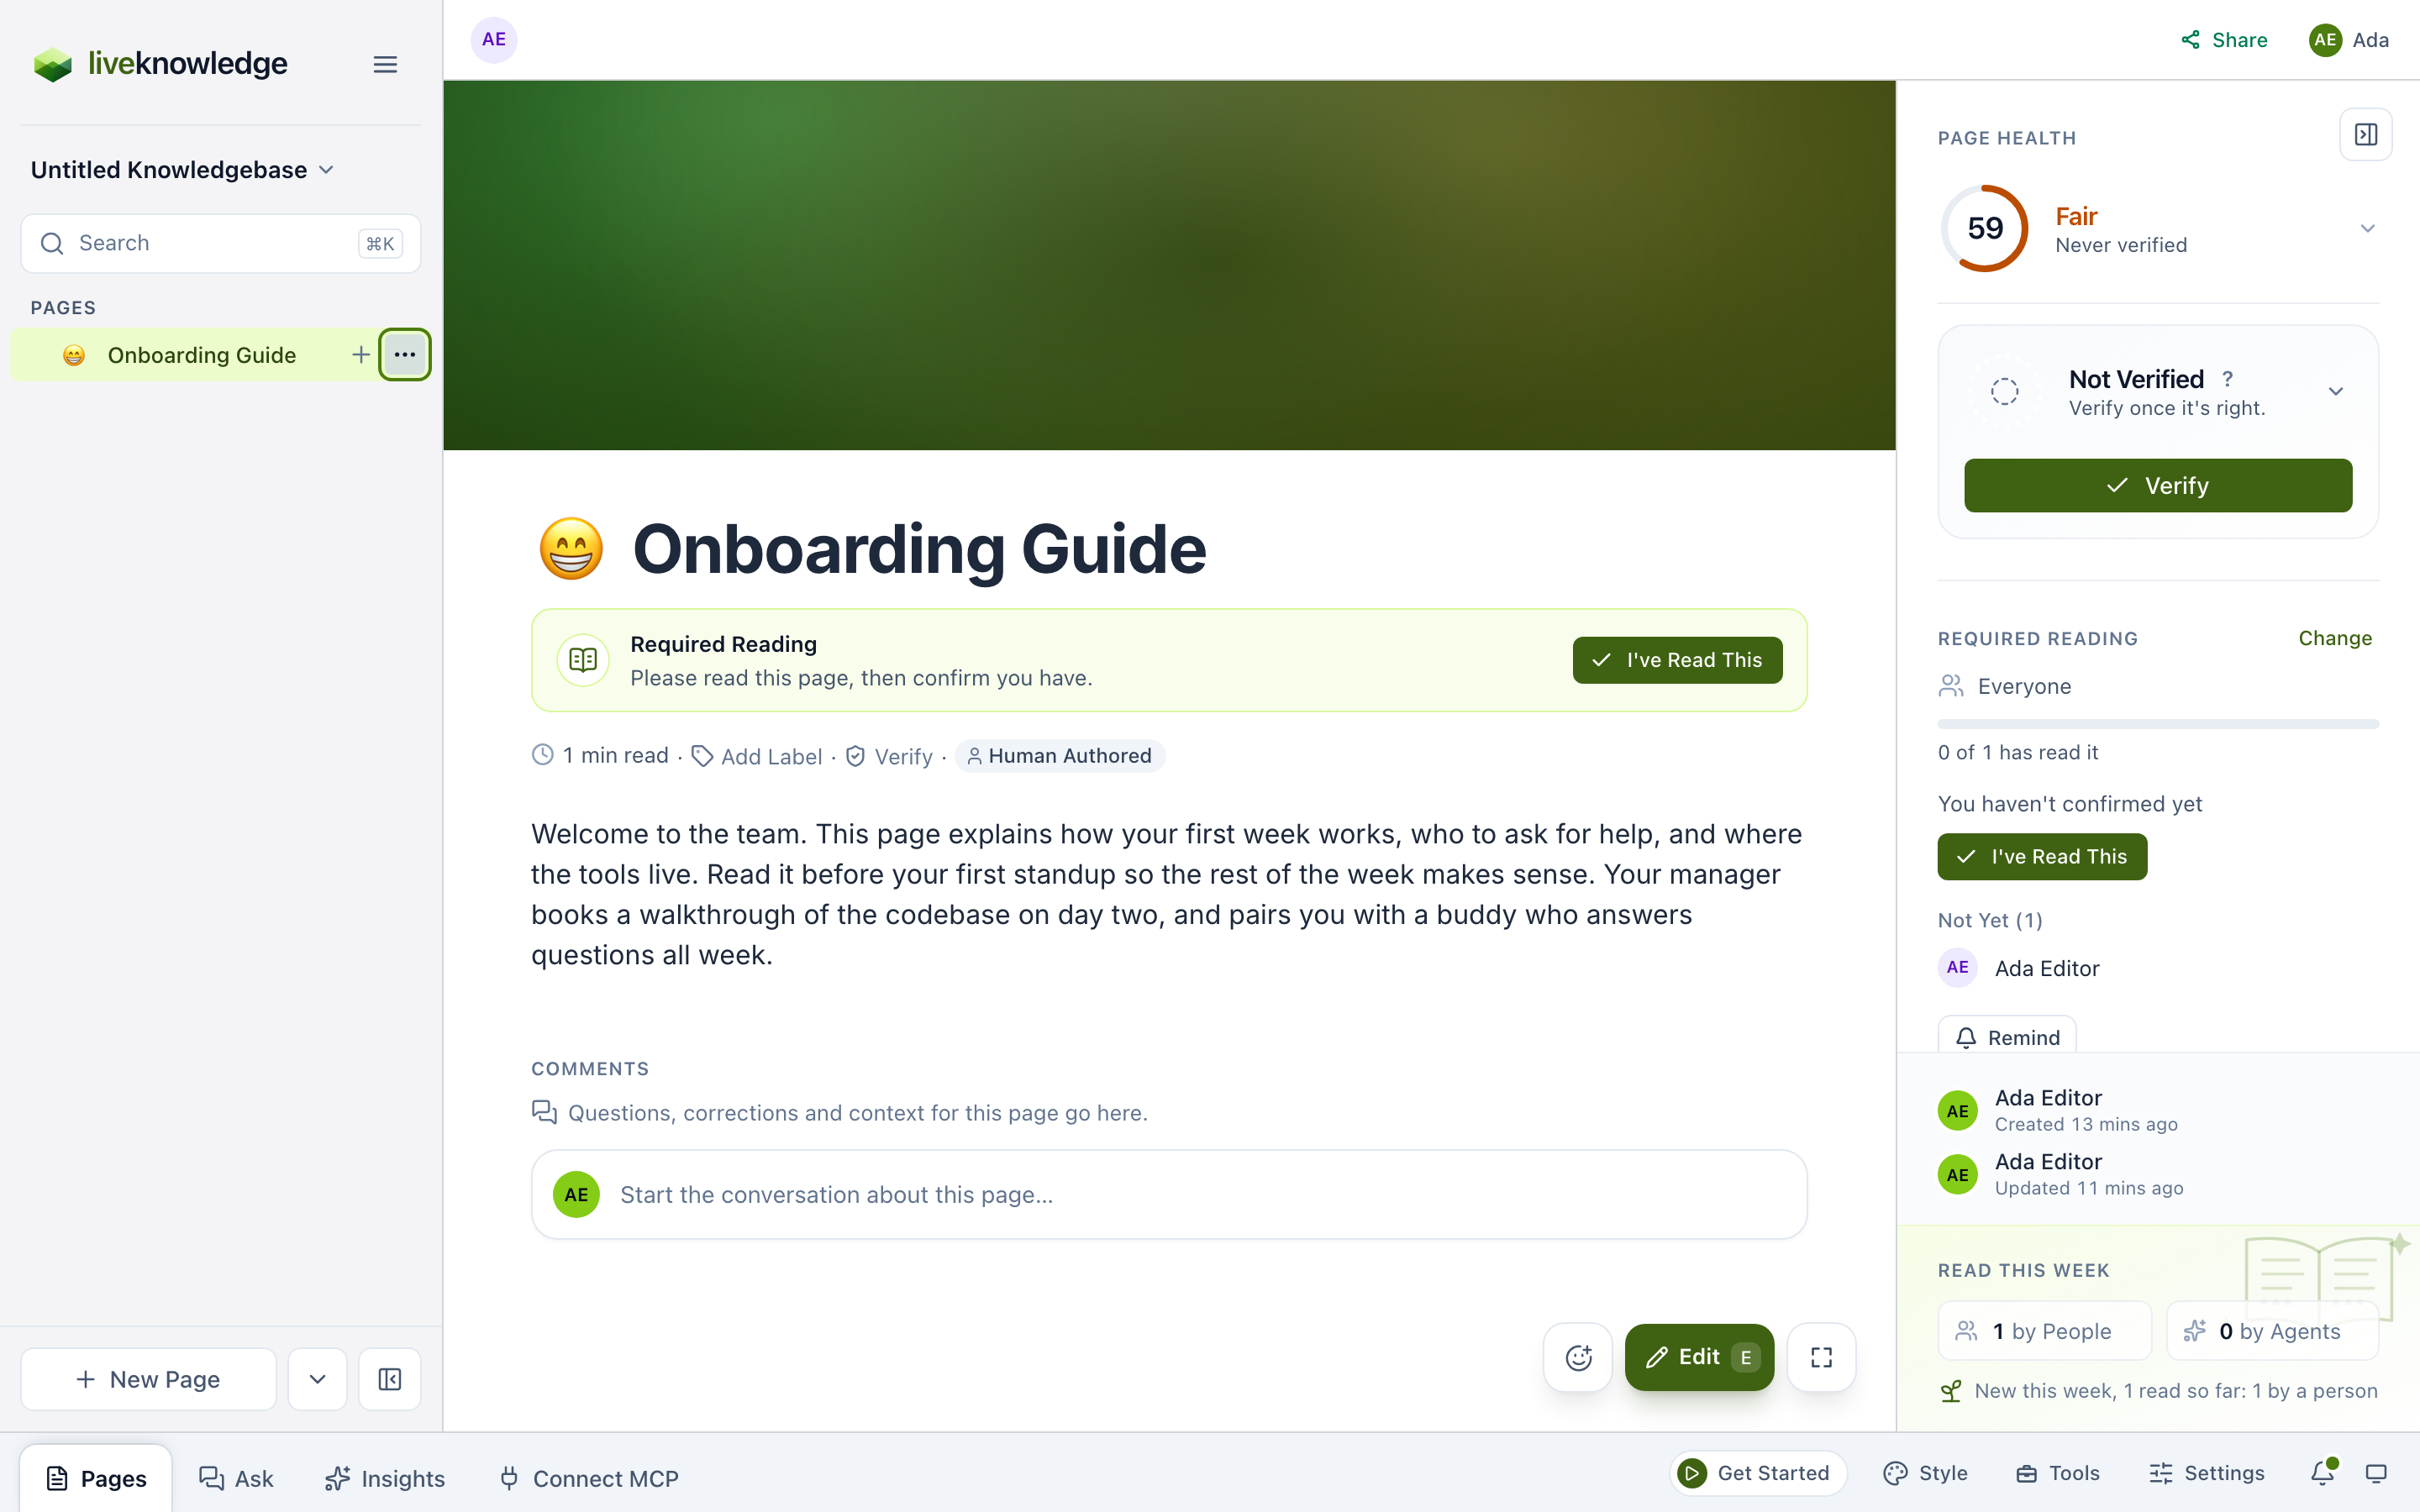 liveknowledge
Untitled Knowledgebase
Search ⌘K
PAGES
Onboarding Guide
New Page
AE
Share
AE Ada
Onboarding Guide
Required Reading
Please read this page, then confirm you have.
I've Read This
1 min read · Add Label · Verify · Human Authored
Welcome to the team. This page explains how your first week works, who to ask for help, and where
the tools live. Read it before your first standup so the rest of the week makes sense. Your manager
books a walkthrough of the codebase on day two, and pairs you with a buddy who answers
questions all week.
COMMENTS
Questions, corrections and context for this page go here.
AE Start the conversation about this page...
Edit E
PAGE HEALTH
59
Fair
Never verified
Not Verified ?
Verify once it's right.
Verify
REQUIRED READING Change
Everyone
0 of 1 has read it
You haven't confirmed yet
I've Read This
Not Yet (1)
AE Ada Editor
Remind
AE Ada Editor
Created 13 mins ago
AE Ada Editor
Updated 11 mins ago
READ THIS WEEK
1 by People
0 by Agents
New this week, 1 read so far: 1 by a person
Pages
Ask
Insights
Connect MCP
Get Started
Style
Tools
Settings